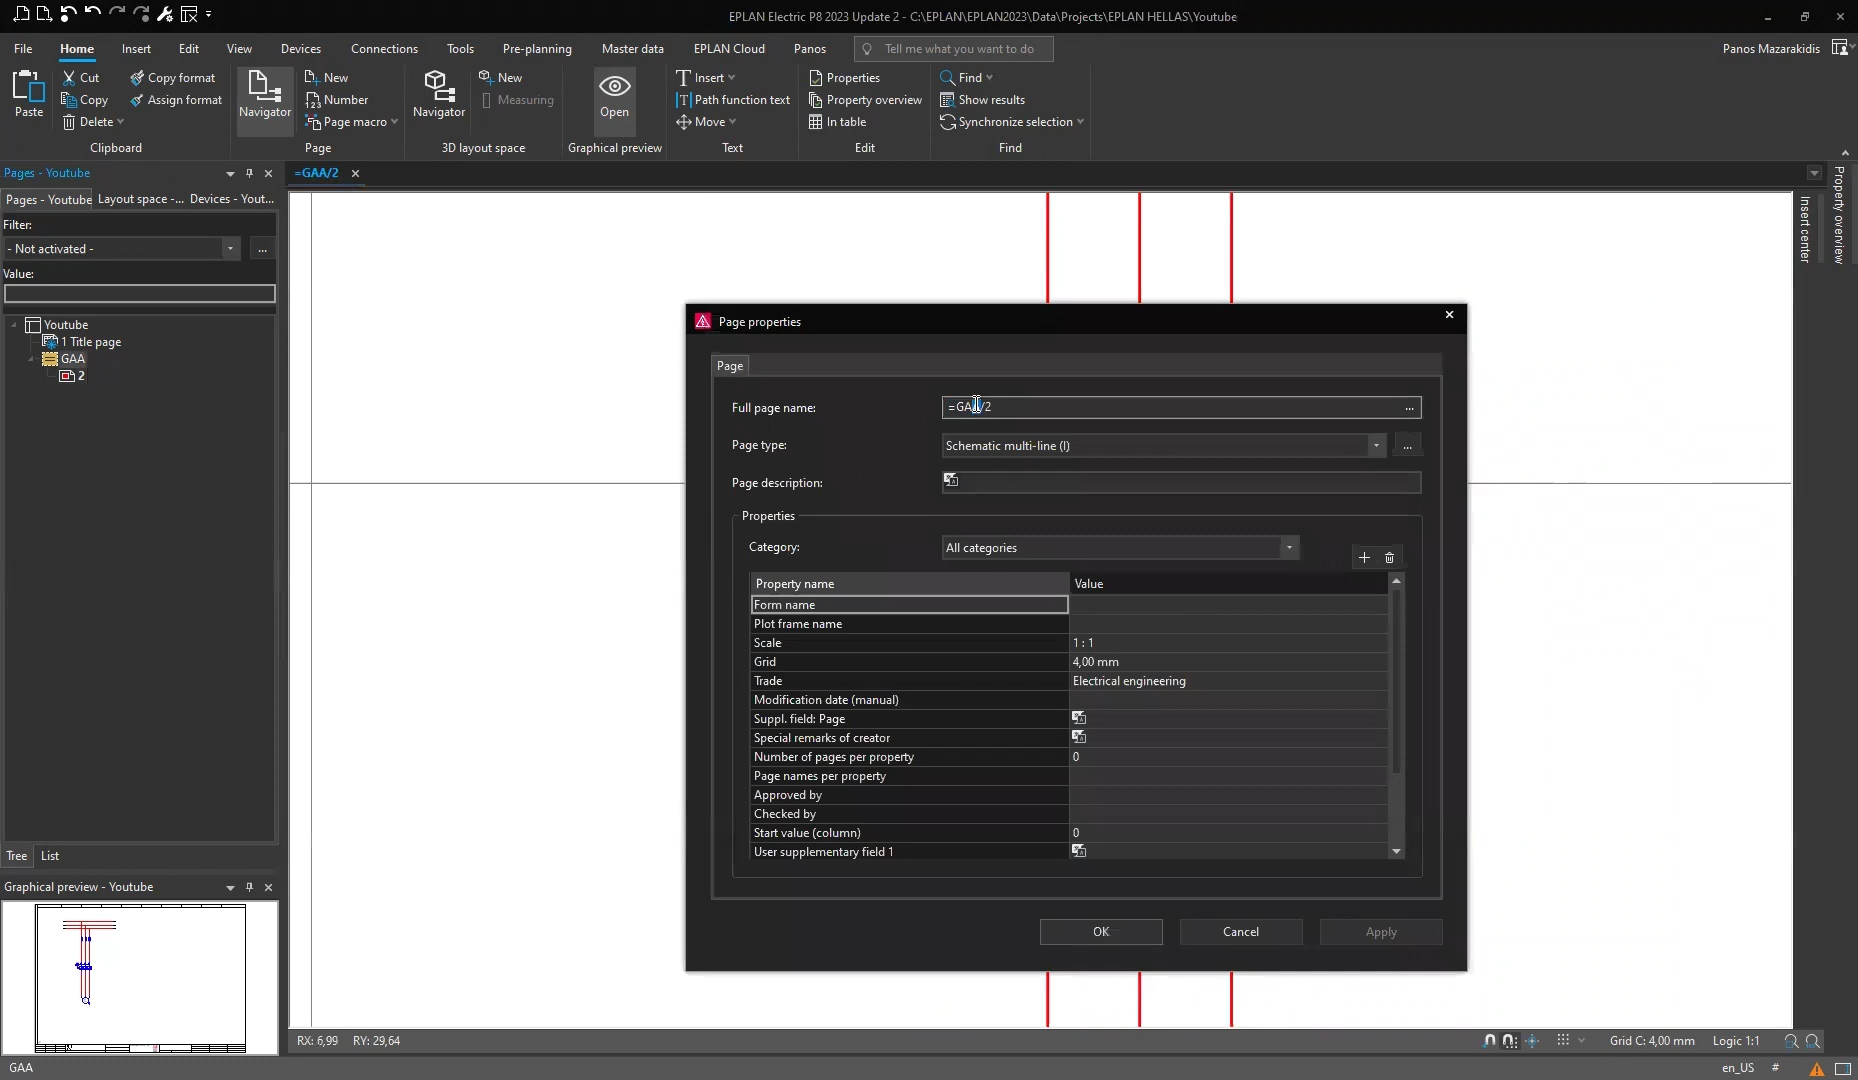 EPLAN Electric P8 2023 Update 2 - C:\EPLAN\EPLAN2023\Data\Projects\EPLAN HELLAS\Youtube
File Home Insert Edit View Devices Connections Tools Pre-planning Master data EPLAN Cloud Panos Tell me what you want to do Panos Mazarakidis
Cut Copy format New New Insert Properties Find
Copy Assign format Number Measuring Path function text Property overview Show results
Paste Navigator Navigator Open
Delete Page macro Move In table Synchronize selection
Clipboard Page 3D layout space Graphical preview Text Edit Find
Pages - Youtube
=GAA/2
Pages - Youtube Layout space -... Devices - Yout...
Filter:
- Not activated -
...
Value:
Youtube
1 Title page
GAA
2
Tree List
Graphical preview - Youtube
Property overview
Insert center
Page properties
Page
Full page name: =GAA/2 ...
Page type: Schematic multi-line (I) ...
Page description:
Properties
Category: All categories
Property name Value
Form name
Plot frame name
Scale 1 : 1
Grid 4,00 mm
Trade Electrical engineering
Modification date (manual)
Suppl. field: Page
Special remarks of creator
Number of pages per property 0
Page names per property
Approved by
Checked by
Start value (column) 0
User supplementary field 1
OK Cancel Apply
RX: 6,99 RY: 29,64 Grid C: 4,00 mm Logic 1:1
GAA en_US #